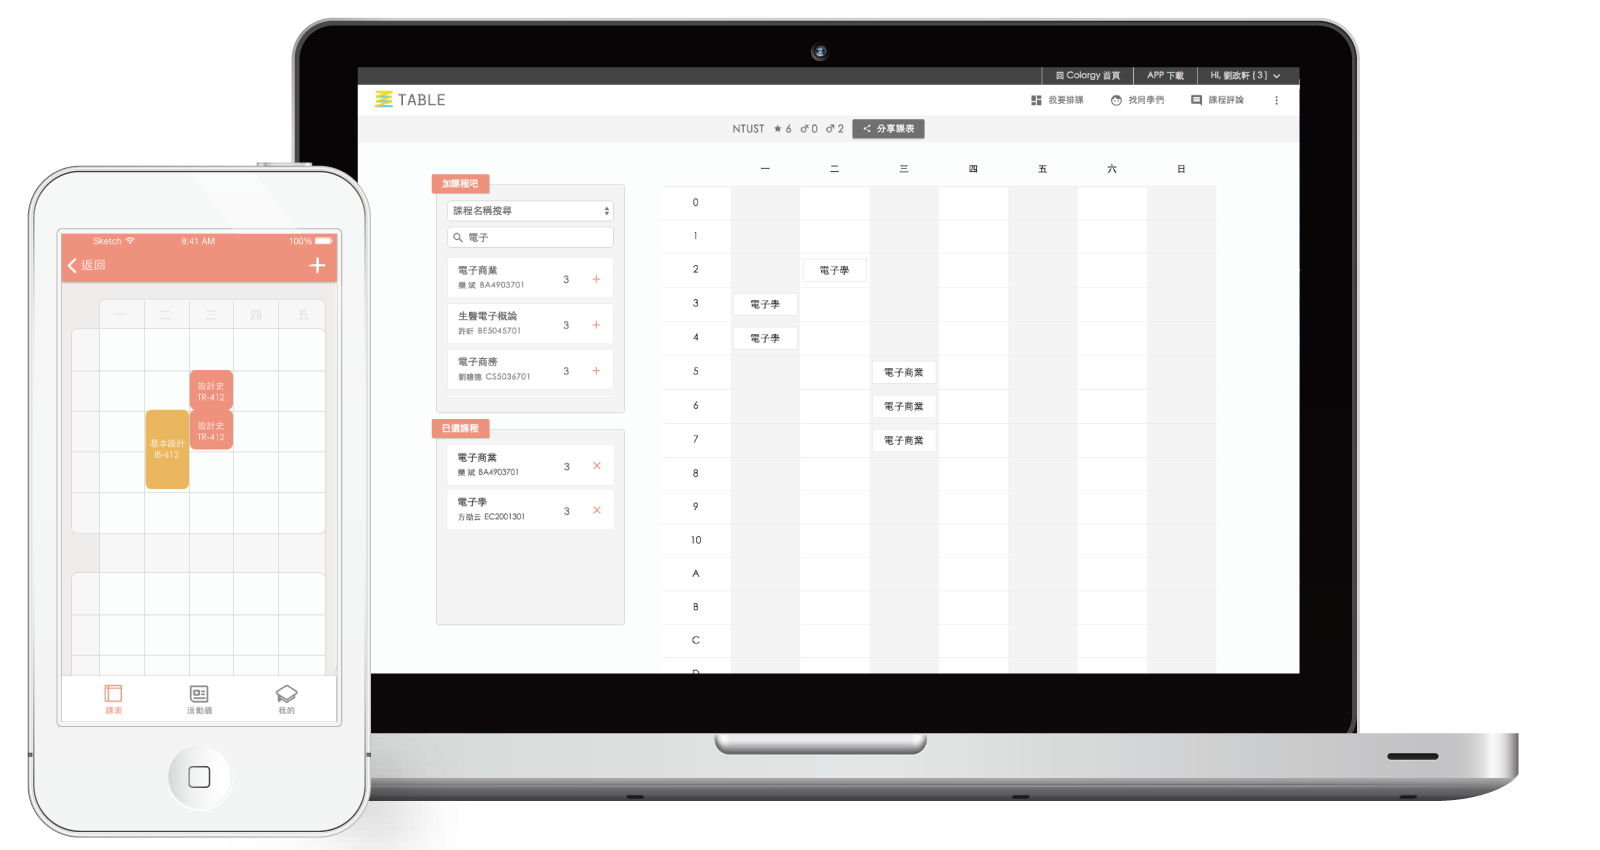 回 Colorgy 首頁
APP 下載
Hi, 劉政軒 ( 3 )
TABLE
我要排課
找同學們
課程評論
NTUST ★ 6 ♂ 0 ♂ 2
分享課表
加課程吧
課程名稱搜尋
電子
電子商業
欒 斌 BA4903701
3 +
生醫電子概論
許昕 BE5045701
3 +
電子商務
劉聰德 CS5036701
3 +
已選課程
電子商業
欒 斌 BA4903701
3 ×
電子學
方劭云 EC2001301
3 ×
一 二 三 四 五 六 日
0
1
2 電子學
3 電子學
4 電子學
5 電子商業
6 電子商業
7 電子商業
8
9
10
A
B
C
D
Sketch 9:41 AM 100%
返回 +
一 二 三 四 五
設計史
TR-412
設計史
TR-412
基本設計
IB-612
課表
活動牆
我的